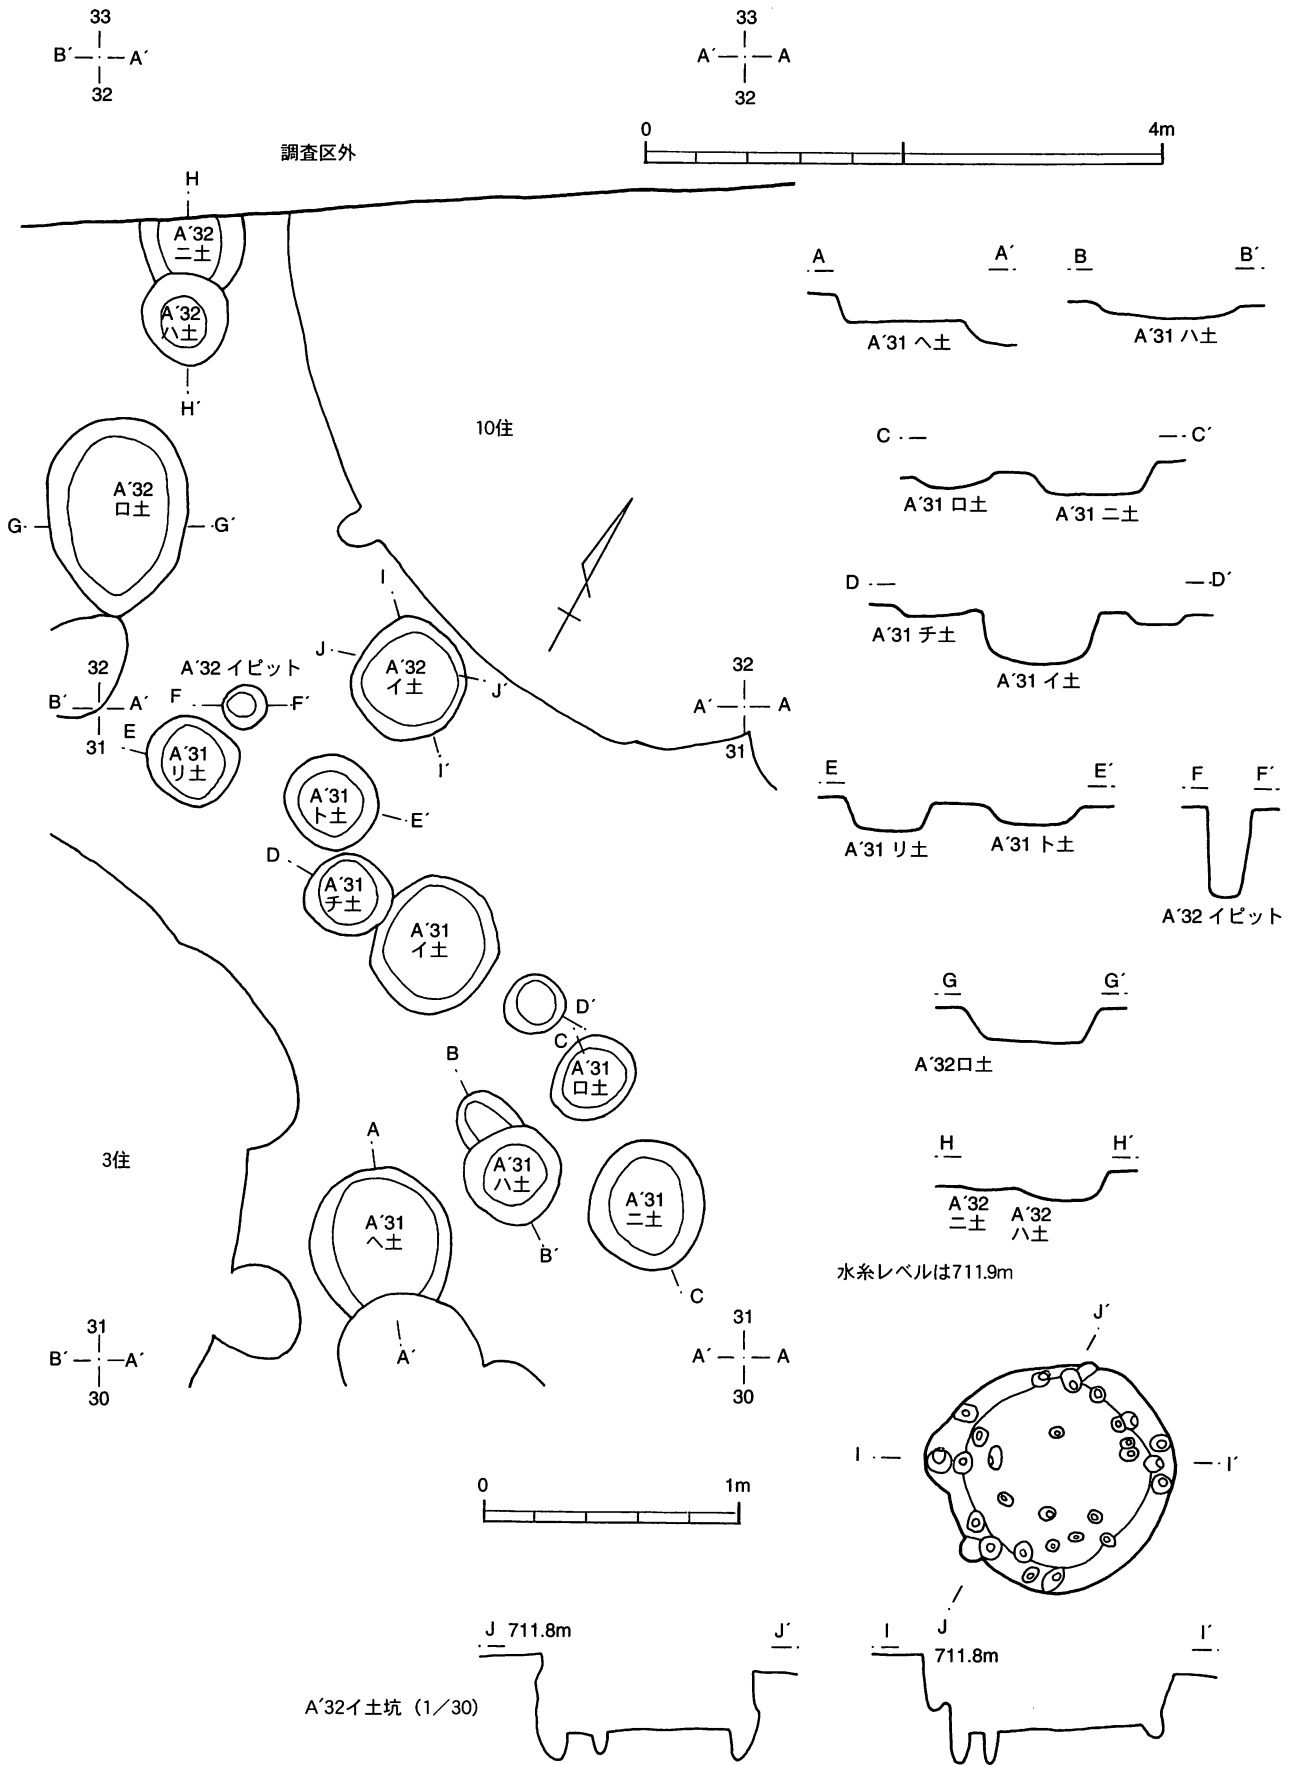 33
B´ A´
32
33
A´ A
32
0 4m
調査区外
H
A´32
ニ土
A´32
ハ土
H´
A´32
ロ土
G G´
10住
I
J
A´32
イ土
J´
I´
32
B´ A´
31
A´32 イピット
F F´
E
A´31
リ土
A´31
ト土
E´
32
A´ A
31
D
A´31
チ土
A´31
イ土
D´
C
A´31
ロ土
B
A´31
ハ土
B´
A´31
ニ土
C
A
A´31
ヘ土
A´
3住
31
B´ A´
30
31
A´ A
30
A A´
A´31 ヘ土
B B´
A´31 ハ土
C C´
A´31 ロ土
A´31 ニ土
D D´
A´31 チ土
A´31 イ土
E E´
A´31 リ土
A´31 ト土
F F´
A´32 イピット
G G´
A´32ロ土
H H´
A´32
ニ土
A´32
ハ土
水糸レベルは711.9m
J´
I I´
J
0 1m
J 711.8m J´
I I´
711.8m
A´32イ土坑（1／30）